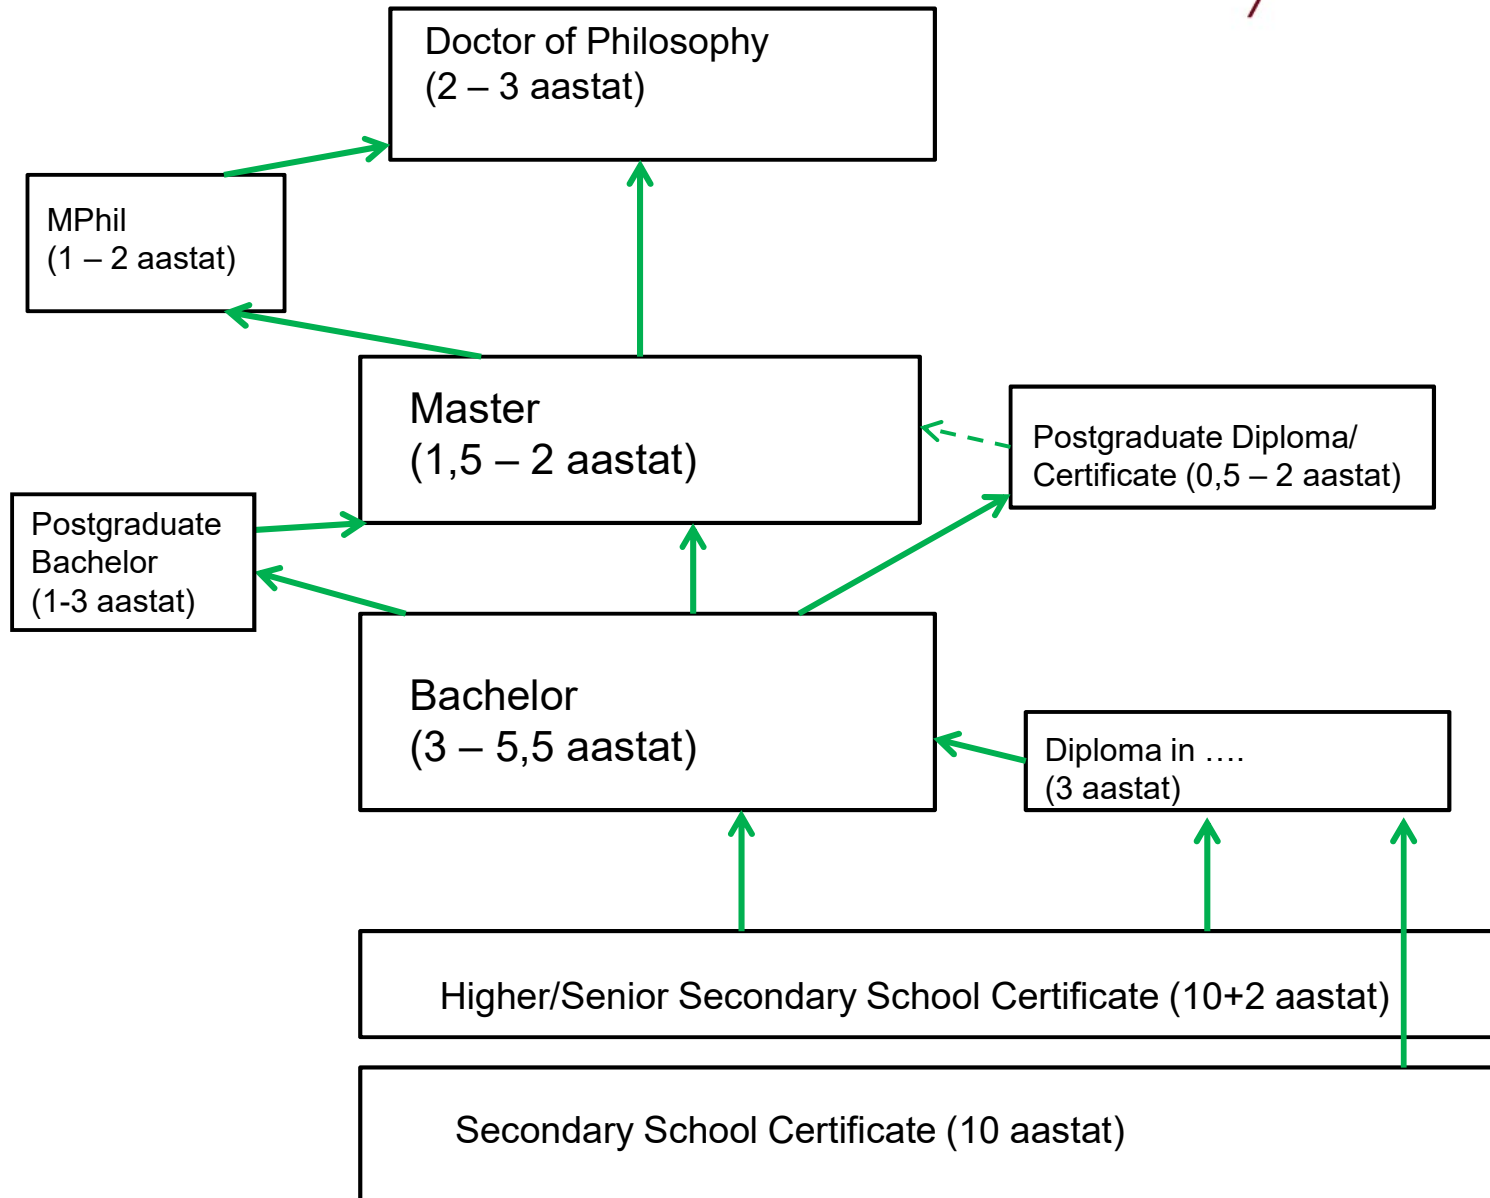 Doctor of Philosophy
(2 – 3 aastat)
MPhil
(1 – 2 aastat)
Master
(1,5 – 2 aastat)
Postgraduate Diploma/
Certificate (0,5 – 2 aastat)
Postgraduate
Bachelor
(1-3 aastat)
Bachelor
(3 – 5,5 aastat)
Diploma in ….
(3 aastat)
Higher/Senior Secondary School Certificate (10+2 aastat)
Secondary School Certificate (10 aastat)